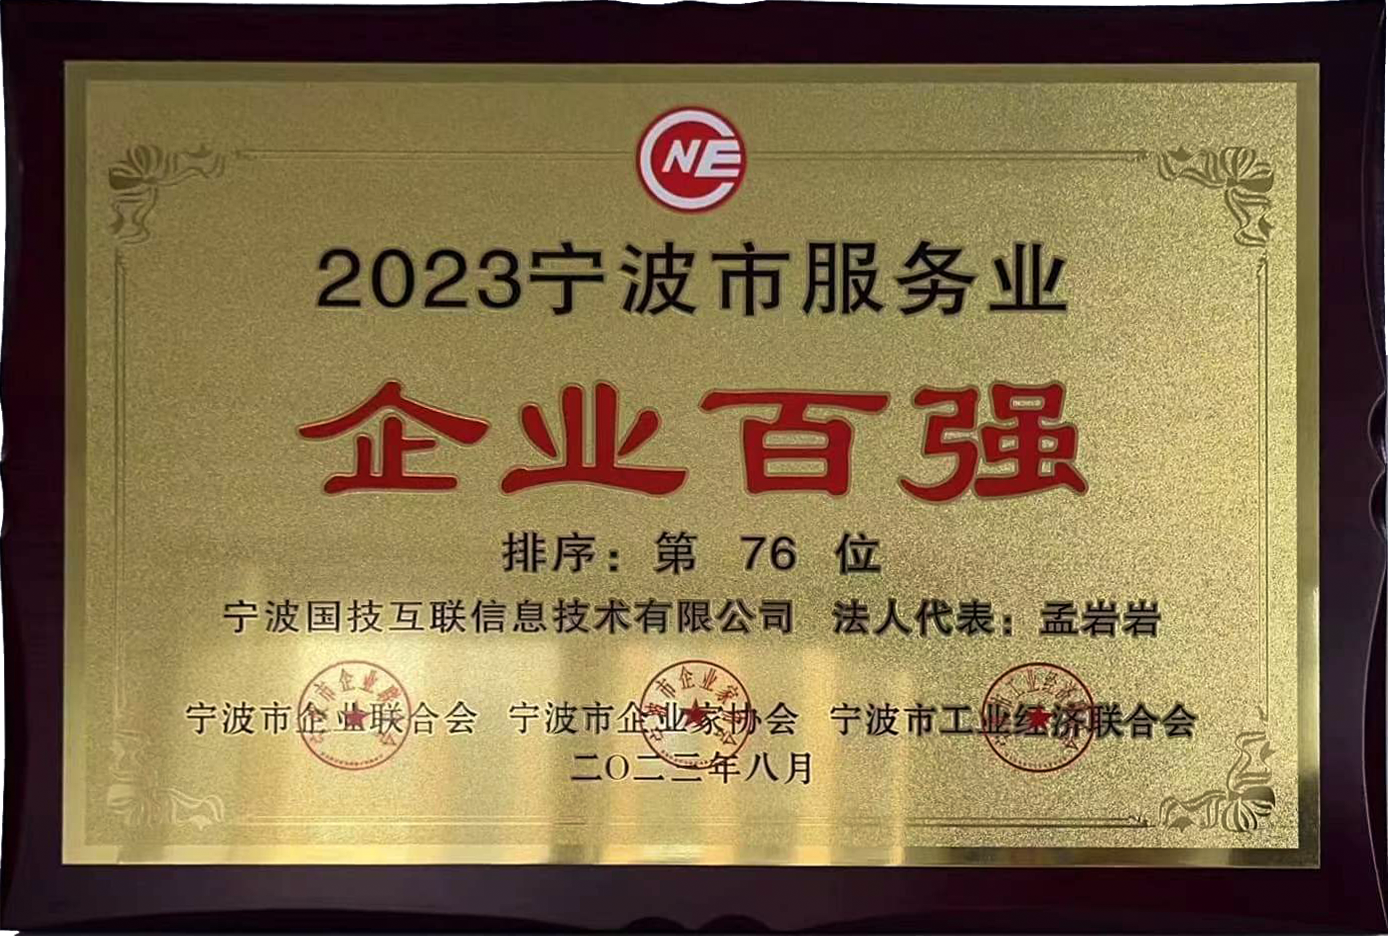 NE
2023宁波市服务业
企业百强
排序：第 76 位
宁波国技互联信息技术有限公司 法人代表：孟岩岩
宁波市企业联合会 宁波市企业家协会 宁波市工业经济联合会
二〇二三年八月